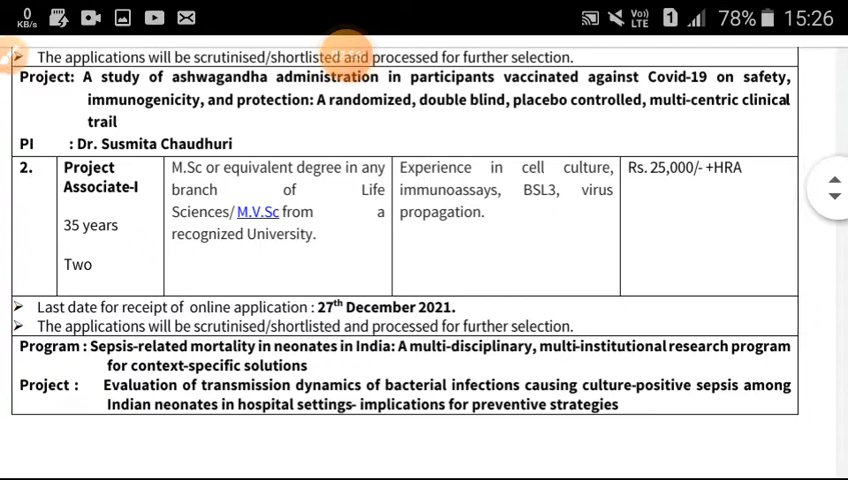 0
KB/s
Vo))
LTE
1
78%
15:26
➢ The applications will be scrutinised/shortlisted and processed for further selection.
Project: A study of ashwagandha administration in participants vaccinated against Covid-19 on safety,
immunogenicity, and protection: A randomized, double blind, placebo controlled, multi-centric clinical
trail
PI : Dr. Susmita Chaudhuri
2.
Project
Associate-I
35 years
Two
M.Sc or equivalent degree in any
branch of Life
Sciences/ M.V.Sc from a
recognized University.
Experience in cell culture,
immunoassays, BSL3, virus
propagation.
Rs. 25,000/- +HRA
➢ Last date for receipt of online application : 27th December 2021.
➢ The applications will be scrutinised/shortlisted and processed for further selection.
Program : Sepsis-related mortality in neonates in India: A multi-disciplinary, multi-institutional research program
for context-specific solutions
Project : Evaluation of transmission dynamics of bacterial infections causing culture-positive sepsis among
Indian neonates in hospital settings- implications for preventive strategies